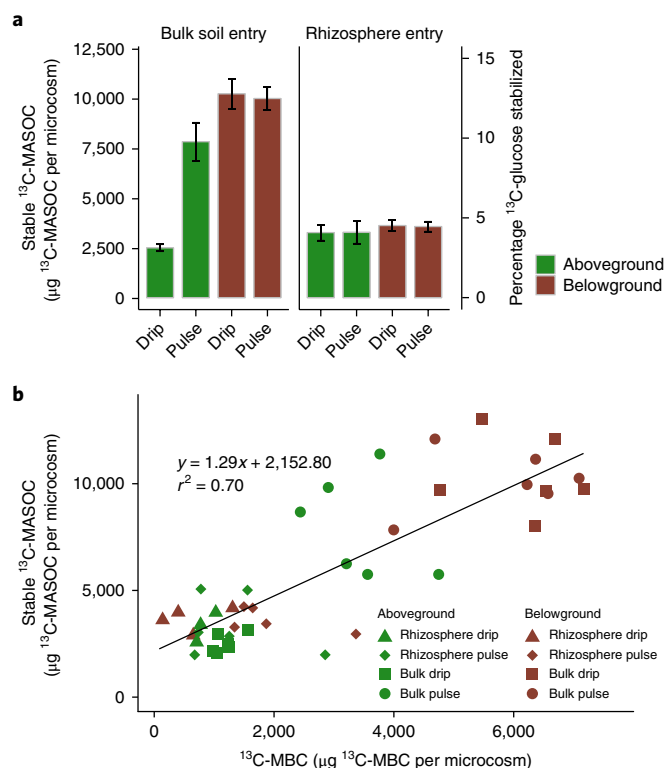 a
Bulk soil entry
Rhizosphere entry
Stable ¹³C-MASOC
(µg ¹³C-MASOC per microcosm)
12,500
10,000
7,500
5,000
2,500
0
Drip
Pulse
Drip
Pulse
Drip
Pulse
Drip
Pulse
15
10
5
0
Percentage ¹³C-glucose stabilized
Aboveground
Belowground
b
Stable ¹³C-MASOC
(µg ¹³C-MASOC per microcosm)
y = 1.29x + 2,152.80
r² = 0.70
10,000
5,000
0
Aboveground
Rhizosphere drip
Rhizosphere pulse
Bulk drip
Bulk pulse
Belowground
Rhizosphere drip
Rhizosphere pulse
Bulk drip
Bulk pulse
0
2,000
4,000
6,000
¹³C-MBC (µg ¹³C-MBC per microcosm)